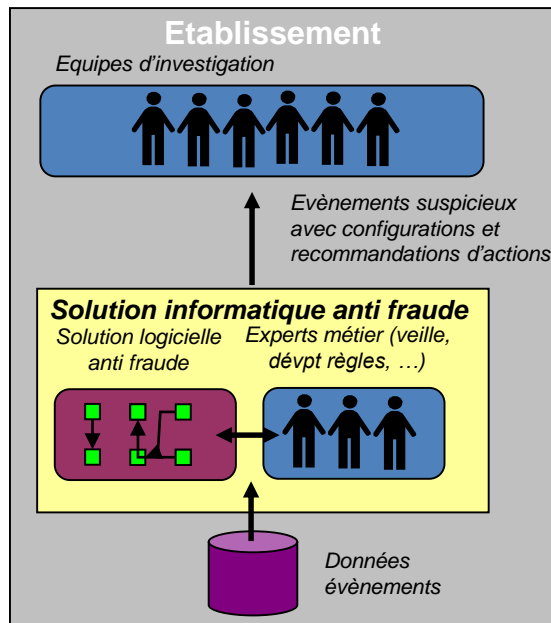 Etablissement
Equipes d'investigation
Evènements suspicieux
avec configurations et
recommandations d'actions
Solution informatique anti fraude
Solution logicielle
anti fraude
Experts métier (veille,
dévpt règles, …)
Données
évènements